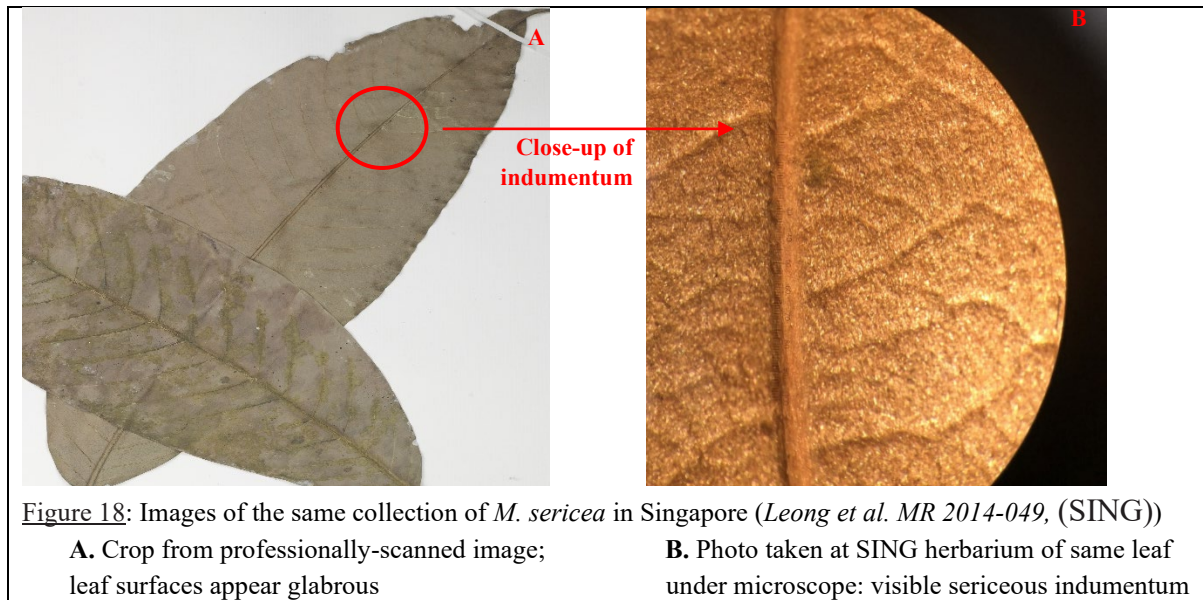 A
B
Close-up of
indumentum
Figure 18: Images of the same collection of M. sericea in Singapore (Leong et al. MR 2014-049, (SING))
A. Crop from professionally-scanned image;
leaf surfaces appear glabrous
B. Photo taken at SING herbarium of same leaf
under microscope: visible sericeous indumentum